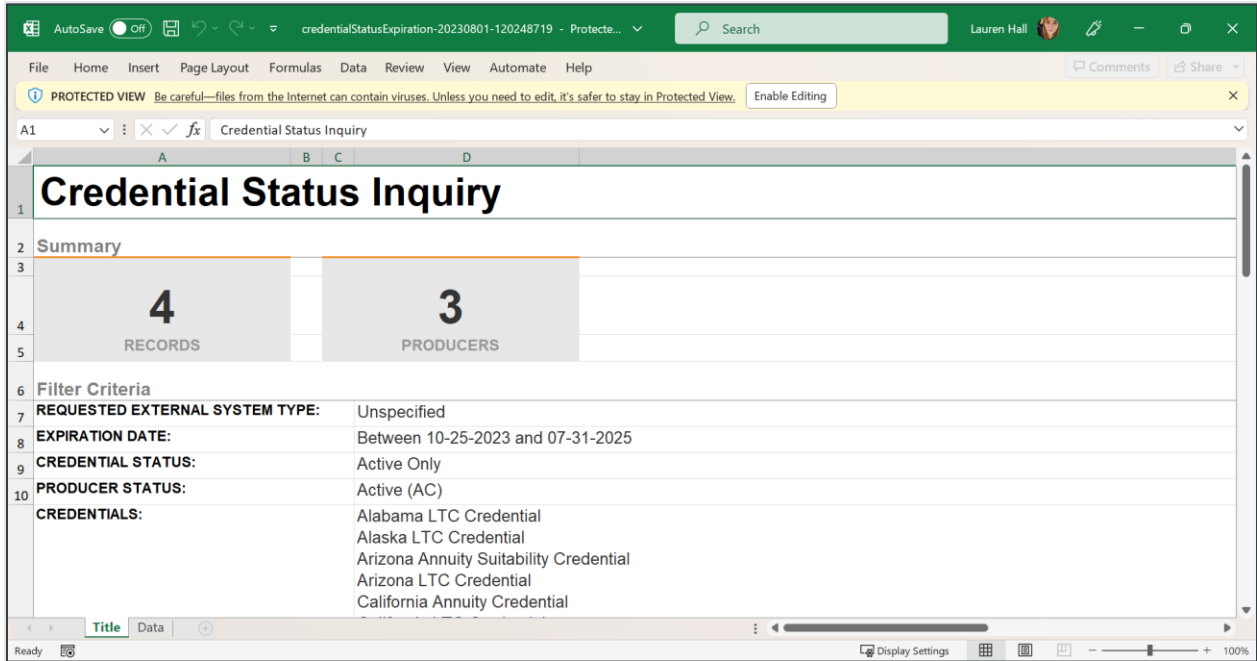 AutoSave Off credentialStatusExpiration-20230801-120248719 - Protecte... Search Lauren Hall
File Home Insert Page Layout Formulas Data Review View Automate Help Comments Share
PROTECTED VIEW Be careful—files from the Internet can contain viruses. Unless you need to edit, it's safer to stay in Protected View. Enable Editing
A1 fx Credential Status Inquiry
A B C D
1 Credential Status Inquiry
2 Summary
3
4 4 3
5 RECORDS PRODUCERS
6 Filter Criteria
7 REQUESTED EXTERNAL SYSTEM TYPE: Unspecified
8 EXPIRATION DATE: Between 10-25-2023 and 07-31-2025
9 CREDENTIAL STATUS: Active Only
10 PRODUCER STATUS: Active (AC)
CREDENTIALS: Alabama LTC Credential
Alaska LTC Credential
Arizona Annuity Suitability Credential
Arizona LTC Credential
California Annuity Credential
Title Data
Ready Display Settings 100%